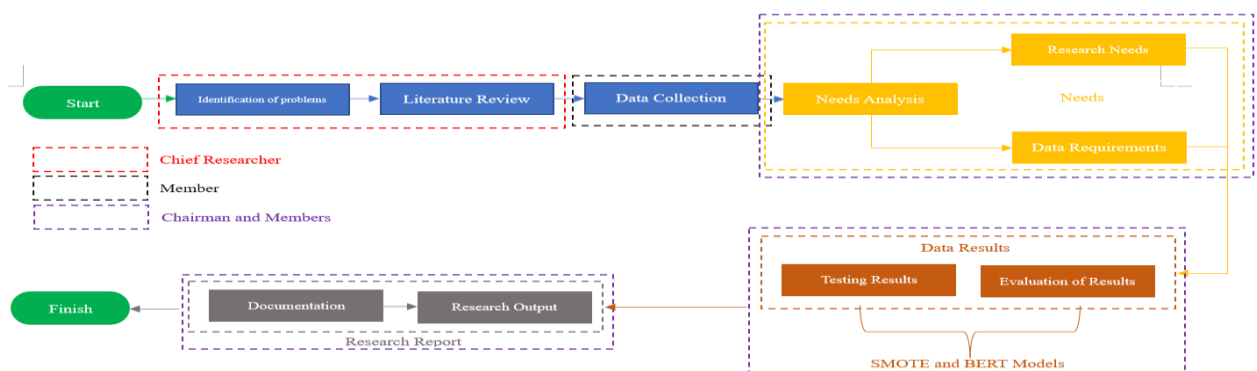 Start
Identification of problems
Literature Review
Data Collection
Needs Analysis
Research Needs
Needs
Data Requirements
Chief Researcher
Member
Chairman and Members
Data Results
Testing Results
Evaluation of Results
SMOTE and BERT Models
Documentation
Research Output
Research Report
Finish